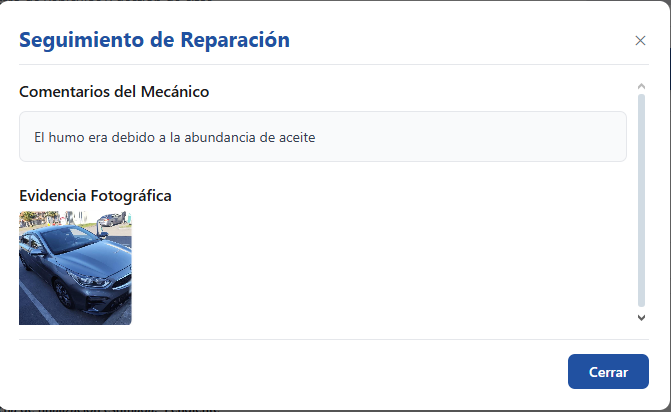 Seguimiento de Reparación
Comentarios del Mecánico
El humo era debido a la abundancia de aceite
Evidencia Fotográfica
Cerrar